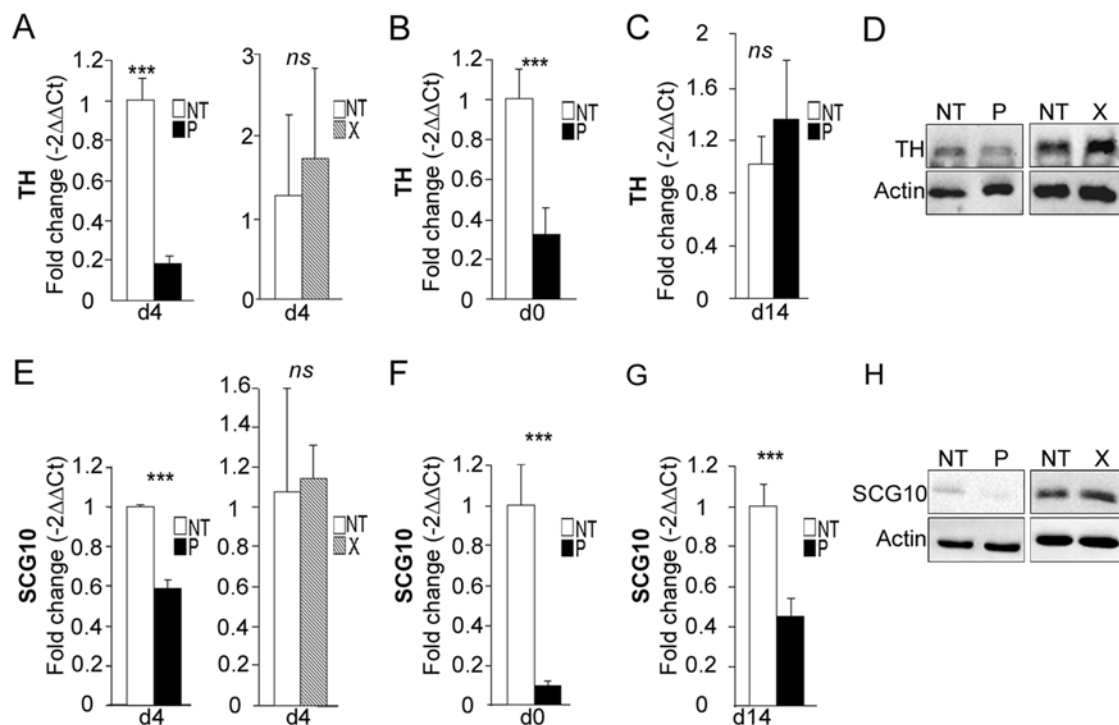 A
TH
Fold change (-2ΔΔCt)
1.2
1
0.8
0.6
0.4
0.2
0
***
NT
P
d4
3
2
1
0
ns
NT
X
d4
B
TH
Fold change (-2ΔΔCt)
1.2
1
0.8
0.6
0.4
0.2
0
***
NT
P
d0
C
TH
Fold change (-2ΔΔCt)
2
1.6
1.2
0.8
0.4
0
ns
NT
P
d14
D
NT P NT X
TH
Actin
E
SCG10
Fold change (-2ΔΔCt)
1.2
1
0.8
0.6
0.4
0.2
0
***
NT
P
d4
1.6
1.4
1.2
1
1.2
0.6
0.4
0.2
0
ns
NT
X
d4
F
SCG10
Fold change (-2ΔΔCt)
1.2
1
0.8
0.6
0.4
0.2
0
***
NT
P
d0
G
SCG10
Fold change (-2ΔΔCt)
1.2
1
0.8
0.6
0.4
0.2
0
***
NT
P
d14
H
NT P NT X
SCG10
Actin